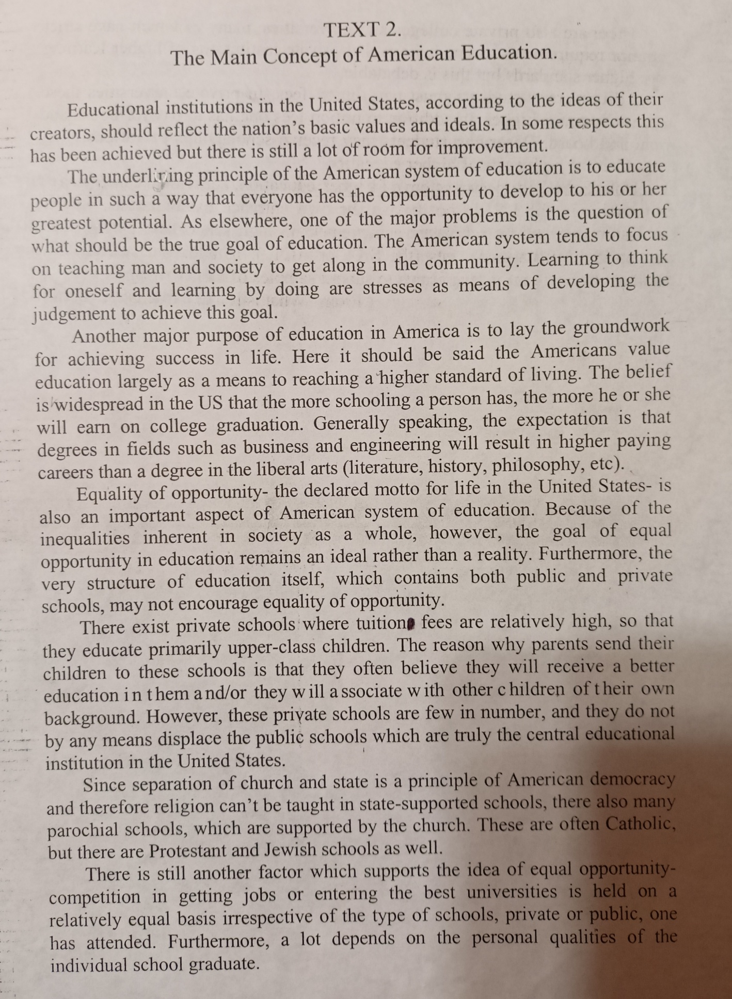 TEXT 2.
The Main Concept of American Education.
Educational institutions in the United States, according to the ideas of their
creators, should reflect the nation's basic values and ideals. In some respects this
has been achieved but there is still a lot of room for improvement.
The underlining principle of the American system of education is to educate
people in such a way that everyone has the opportunity to develop to his or her
greatest potential. As elsewhere, one of the major problems is the question of
what should be the true goal of education. The American system tends to focus
on teaching man and society to get along in the community. Learning to think
for oneself and learning by doing are stresses as means of developing the
judgement to achieve this goal.
Another major purpose of education in America is to lay the groundwork
for achieving success in life. Here it should be said the Americans value
education largely as a means to reaching a higher standard of living. The belief
is widespread in the US that the more schooling a person has, the more he or she
will earn on college graduation. Generally speaking, the expectation is that
degrees in fields such as business and engineering will result in higher paying
careers than a degree in the liberal arts (literature, history, philosophy, etc).
Equality of opportunity- the declared motto for life in the United States- is
also an important aspect of American system of education. Because of the
inequalities inherent in society as a whole, however, the goal of equal
opportunity in education remains an ideal rather than a reality. Furthermore, the
very structure of education itself, which contains both public and private
schools, may not encourage equality of opportunity.
There exist private schools where tuition fees are relatively high, so that
they educate primarily upper-class children. The reason why parents send their
children to these schools is that they often believe they will receive a better
education in them and/or they will associate with other children of their own
background. However, these private schools are few in number, and they do not
by any means displace the public schools which are truly the central educational
institution in the United States.
Since separation of church and state is a principle of American democracy
and therefore religion can't be taught in state-supported schools, there also many
parochial schools, which are supported by the church. These are often Catholic,
but there are Protestant and Jewish schools as well.
There is still another factor which supports the idea of equal opportunity-
competition in getting jobs or entering the best universities is held on a
relatively equal basis irrespective of the type of schools, private or public, one
has attended. Furthermore, a lot depends on the personal qualities of the
individual school graduate.